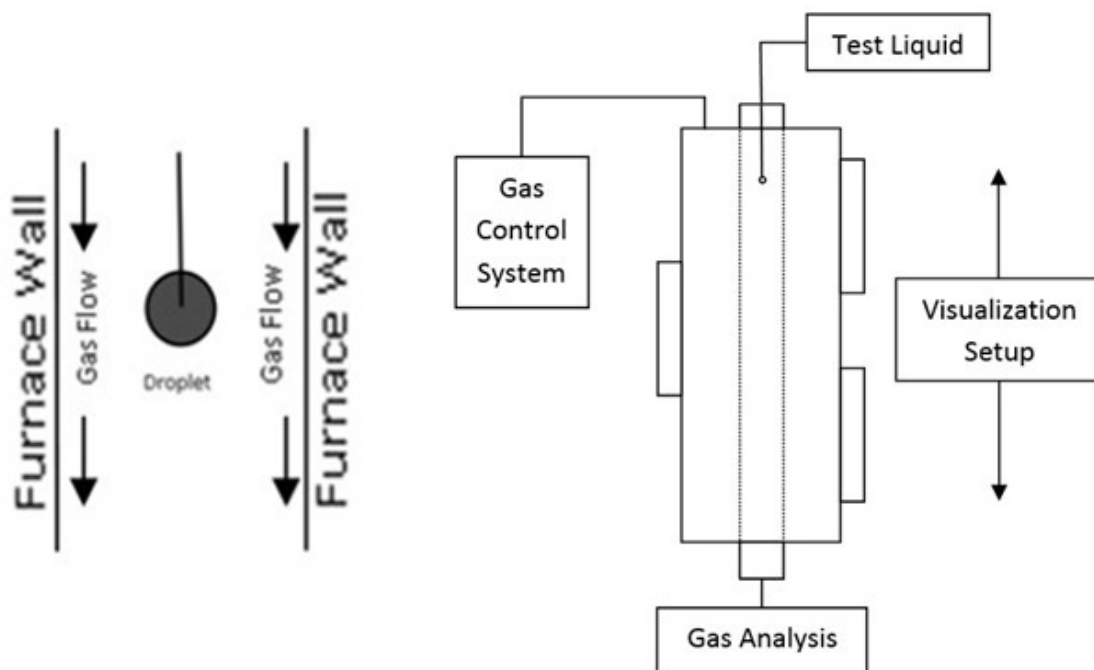 Furnace Wall
Gas Flow
Droplet
Gas Flow
Furnace Wall
Test Liquid
Gas
Control
System
Visualization
Setup
Gas Analysis